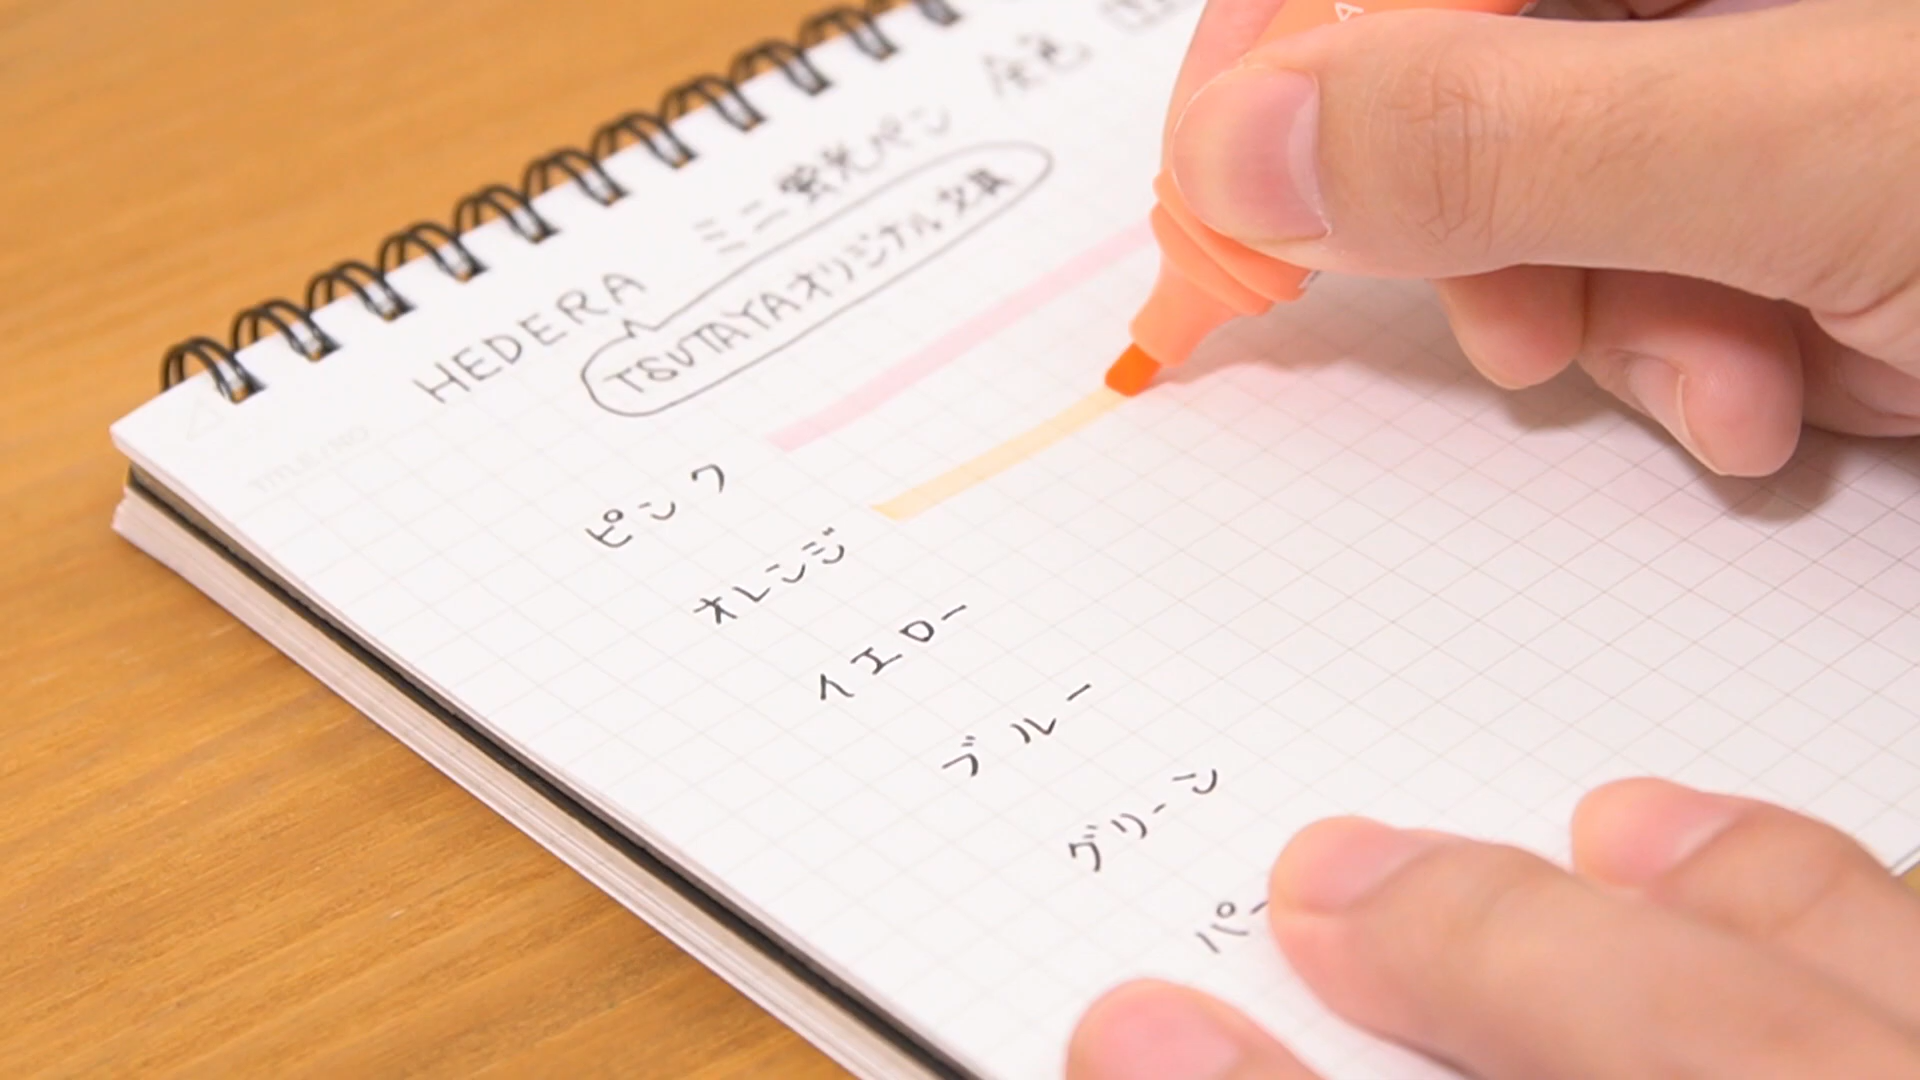 HEDERA ミニ蛍光ペン 全色
TSUTAYAオリジナル文具
ピンク
オレンジ
イエロー
ブルー
グリーン
パー
A